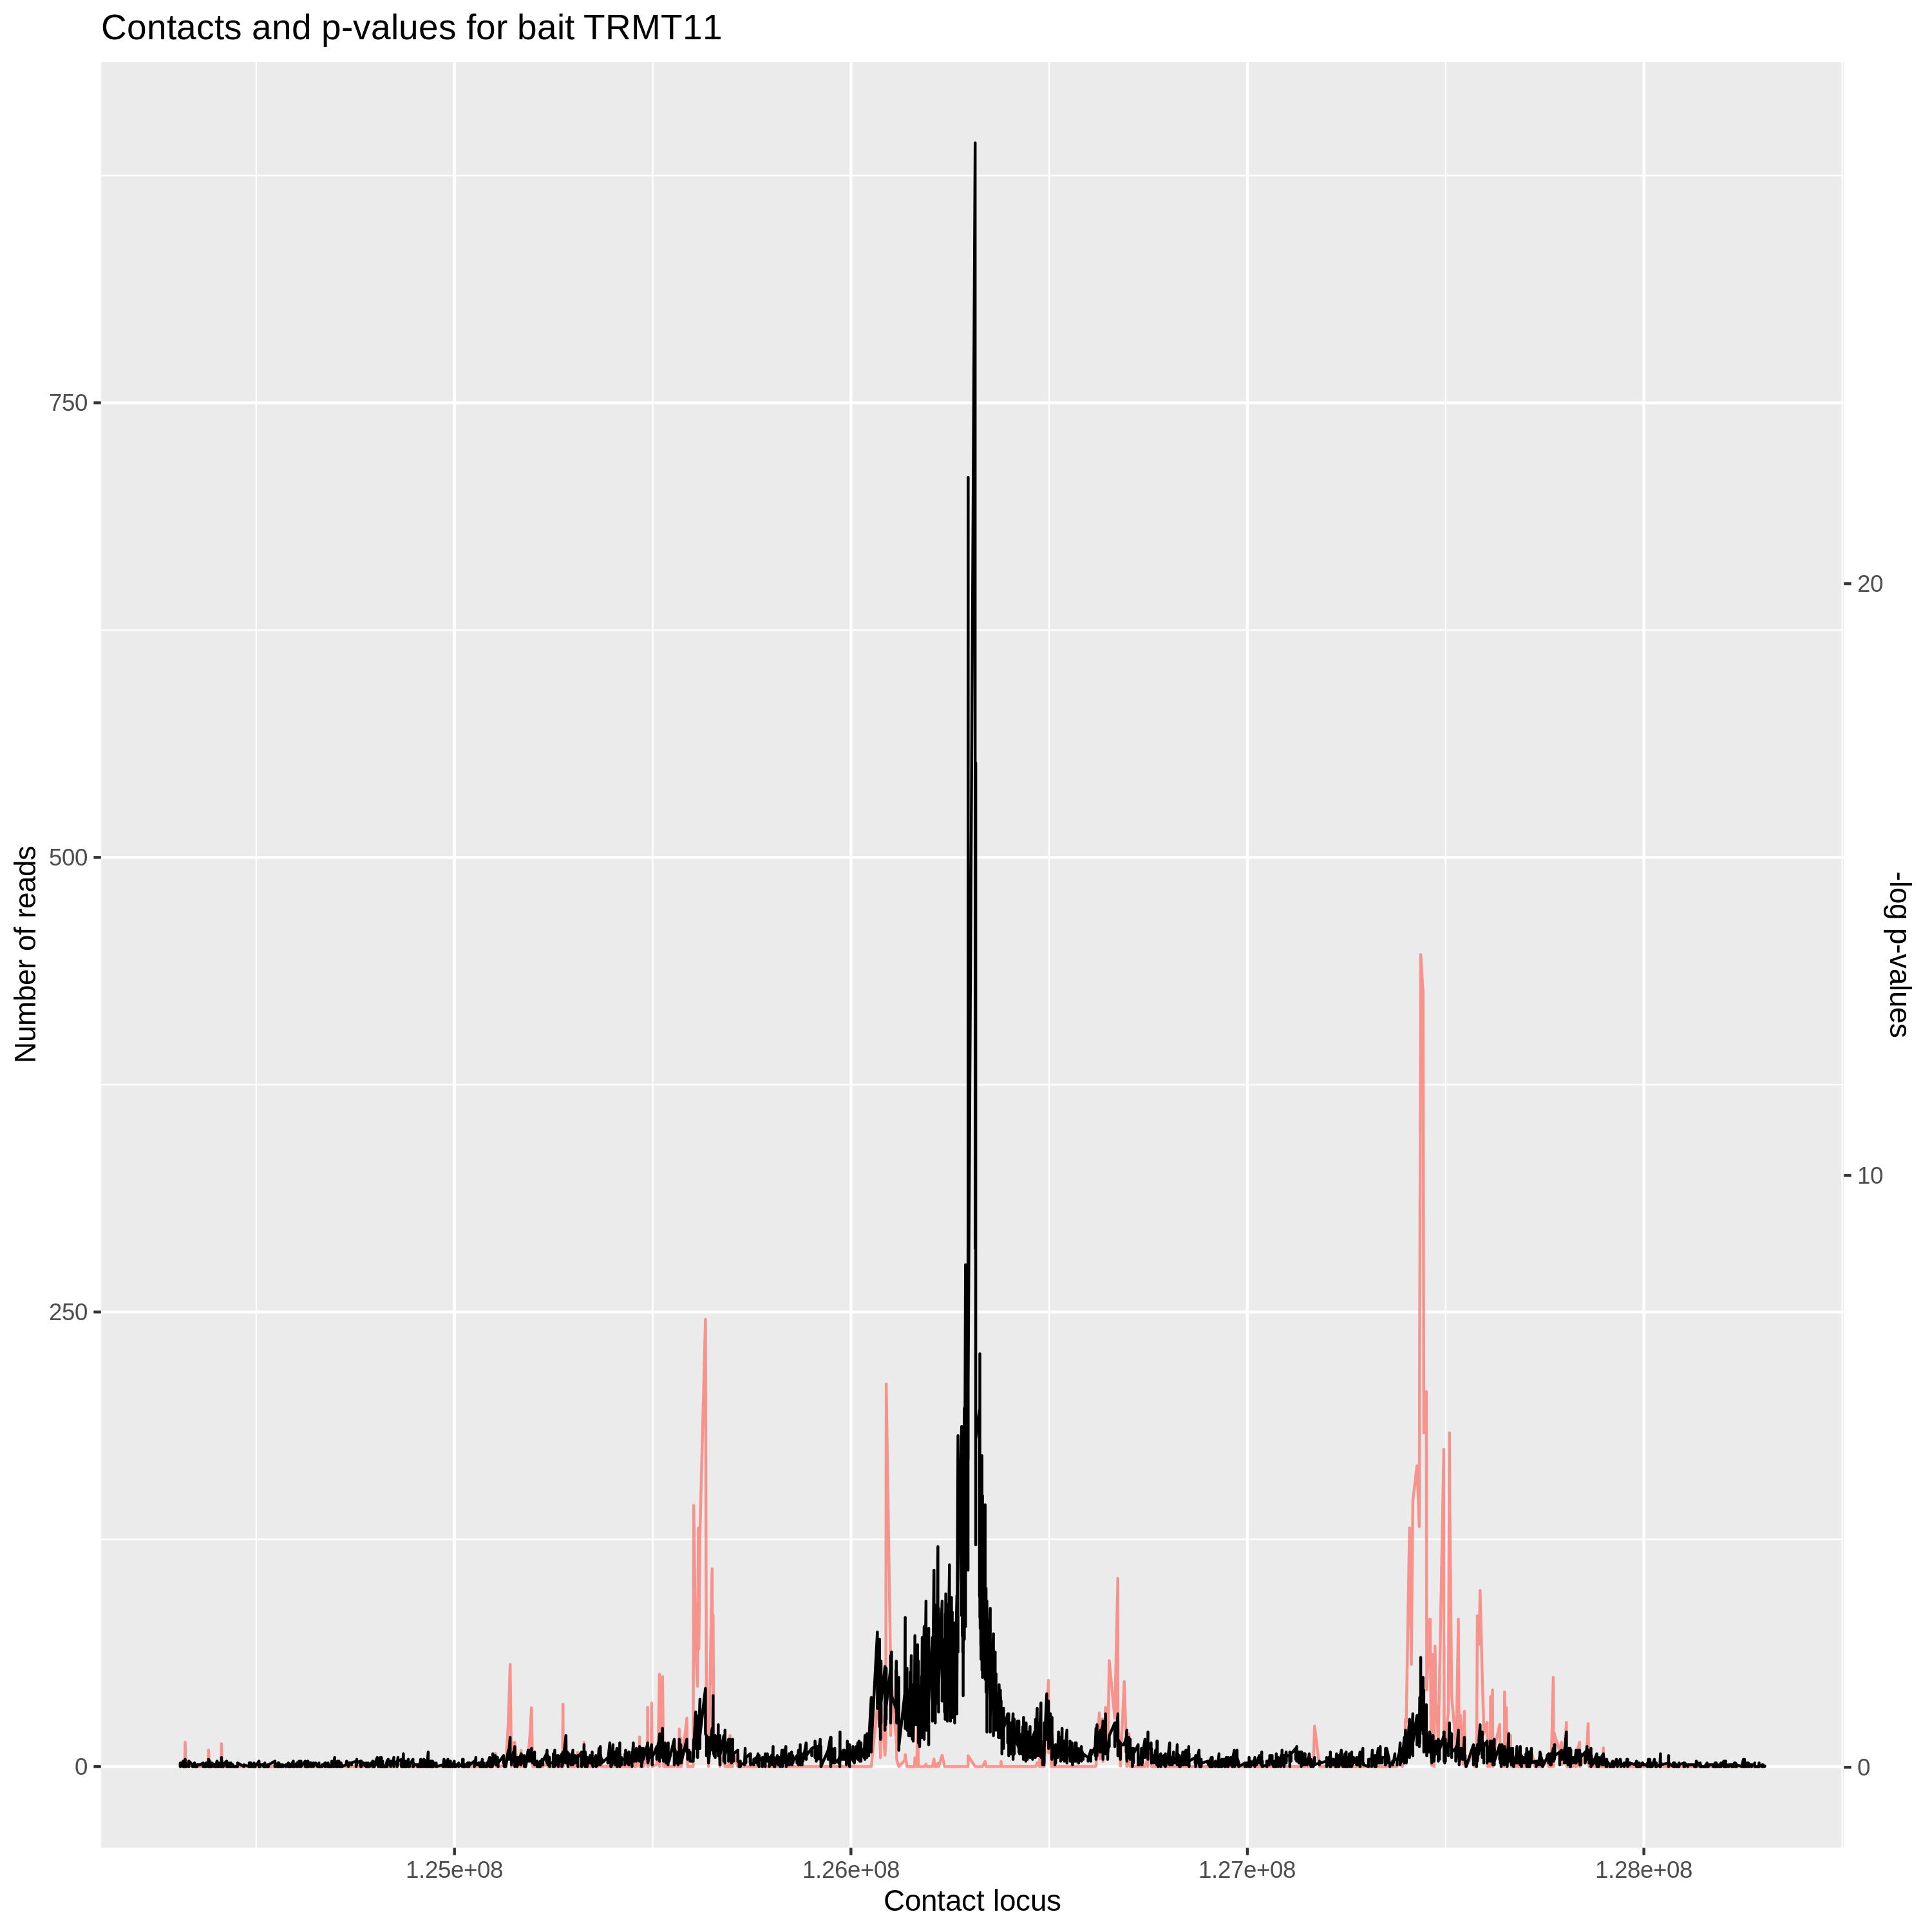 Contacts and p-values for bait TRMT11
750
500
250
0
Number of reads
20
10
0
-log p-values
1.25e+08
1.26e+08
1.27e+08
1.28e+08
Contact locus